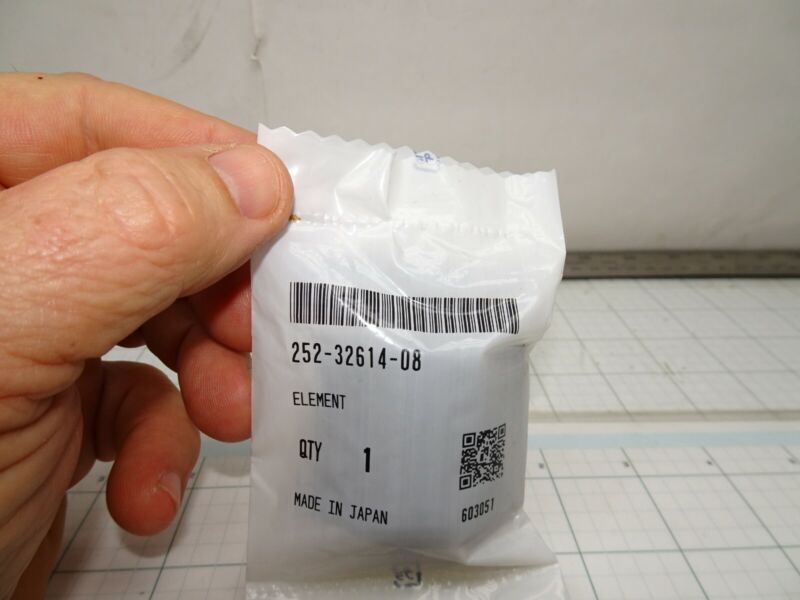 252-32614-08
ELEMENT
QTY 1
MADE IN JAPAN
603051